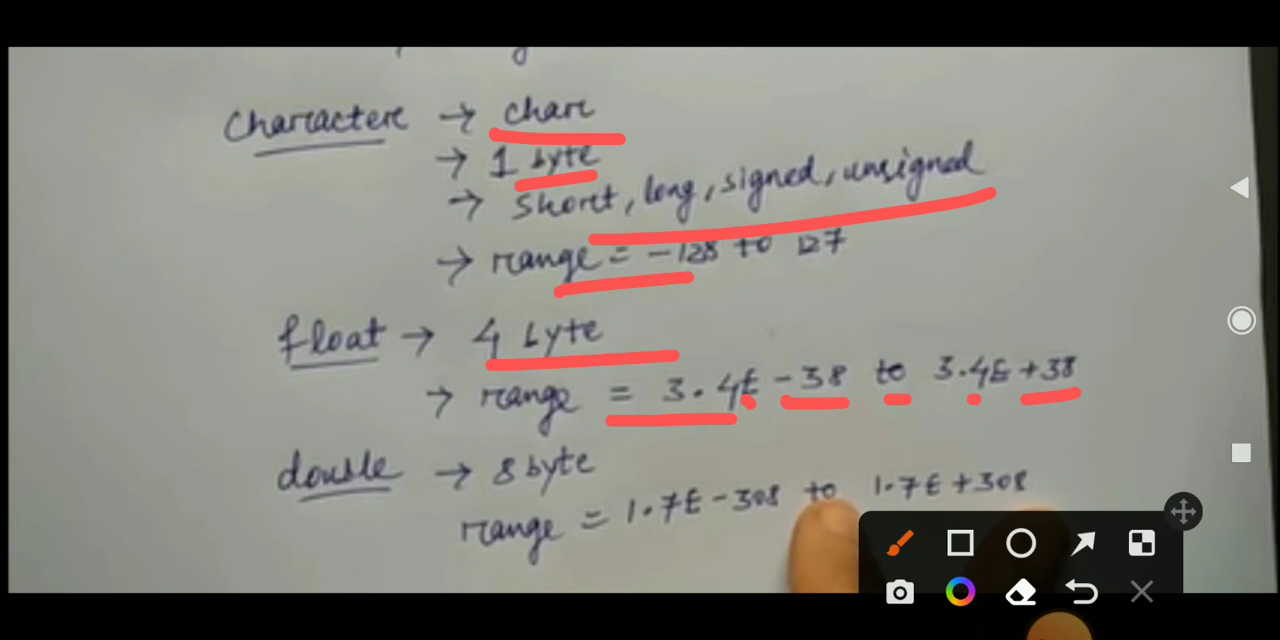 Character → char
→ 1 byte
→ short, long, signed, unsigned
→ range = -128 to 127
float → 4 byte
→ range = 3.4E -38 to 3.4E +38
double → 8 byte
range = 1.7E -308 to 1.7E +308